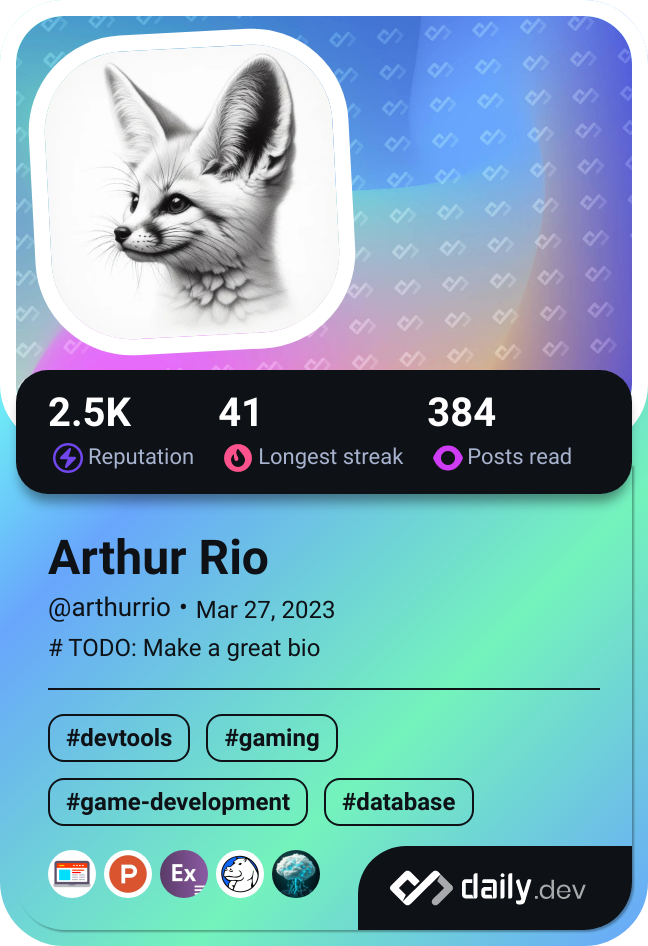 2.5K 41 384
Reputation Longest streak Posts read
Arthur Rio
@arthurrio • Mar 27, 2023
# TODO: Make a great bio
#devtools #gaming
#game-development #database
P Ex
daily.dev